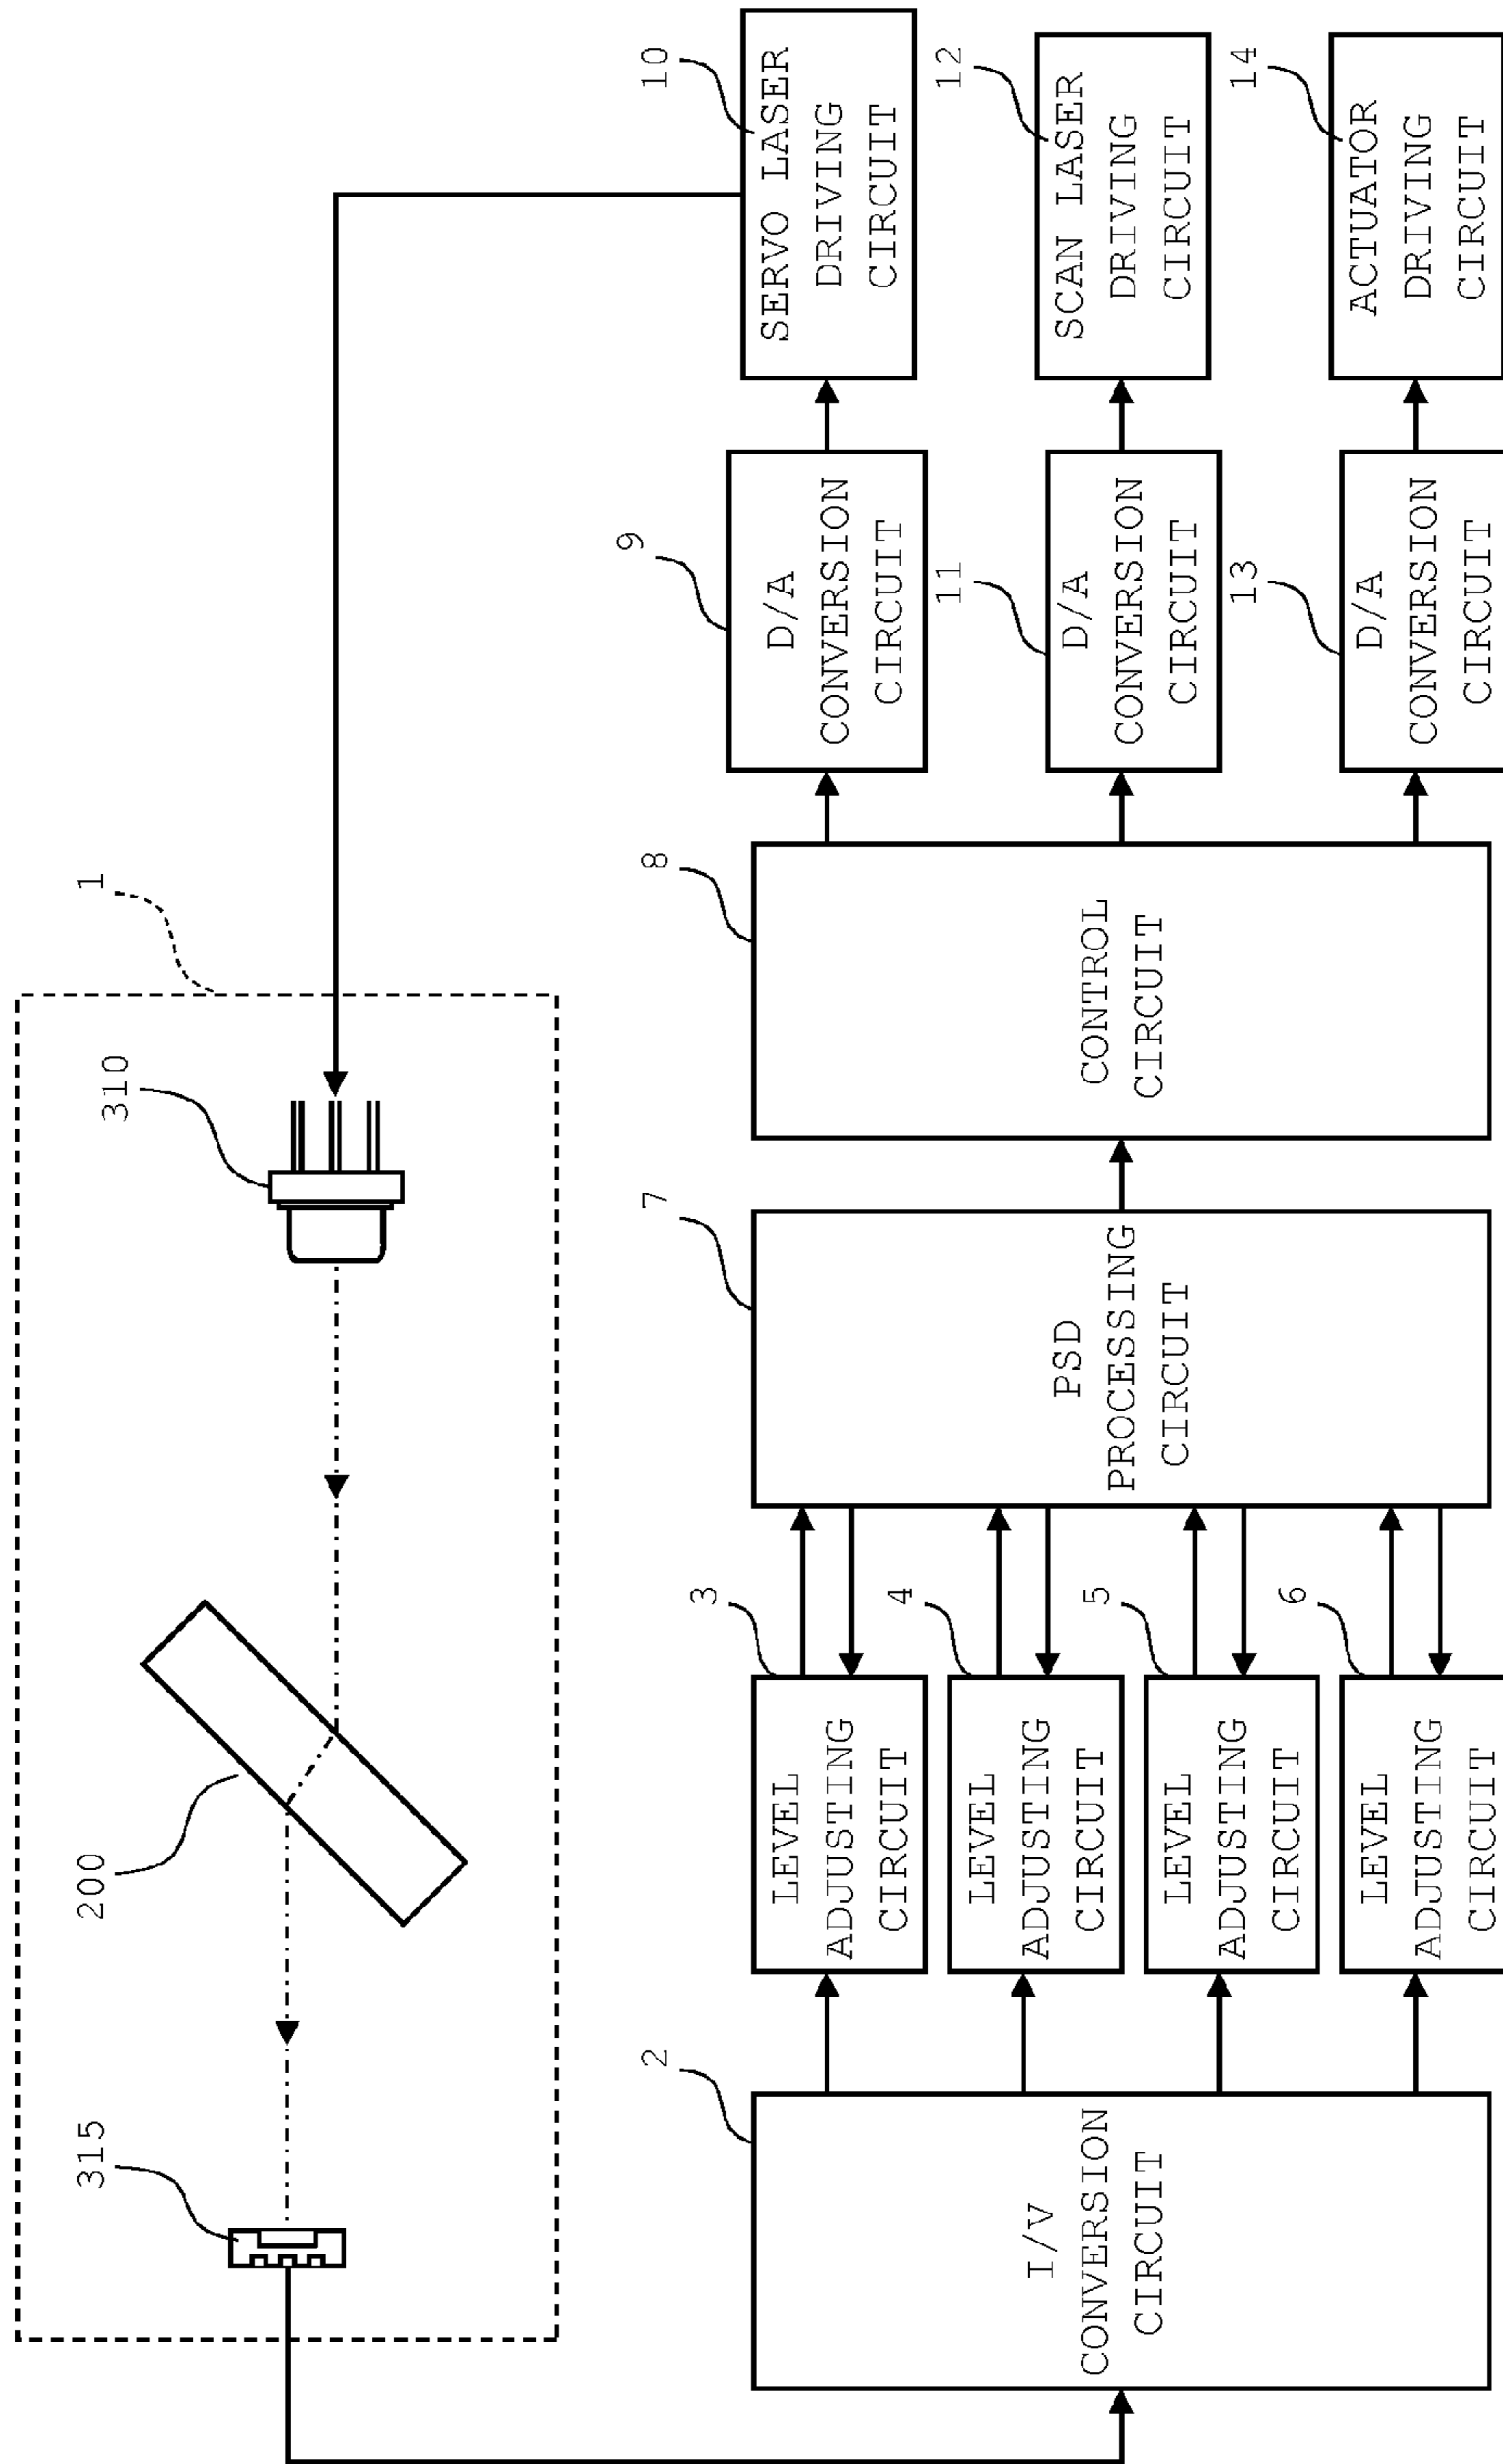 1
315
200
310
2
I/V
CONVERSION
CIRCUIT
3
LEVEL
ADJUSTING
CIRCUIT
4
LEVEL
ADJUSTING
CIRCUIT
5
LEVEL
ADJUSTING
CIRCUIT
6
LEVEL
ADJUSTING
CIRCUIT
7
PSD
PROCESSING
CIRCUIT
8
CONTROL
CIRCUIT
9
D/A
CONVERSION
CIRCUIT
10
SERVO LASER
DRIVING
CIRCUIT
11
D/A
CONVERSION
CIRCUIT
12
SCAN LASER
DRIVING
CIRCUIT
13
D/A
CONVERSION
CIRCUIT
14
ACTUATOR
DRIVING
CIRCUIT